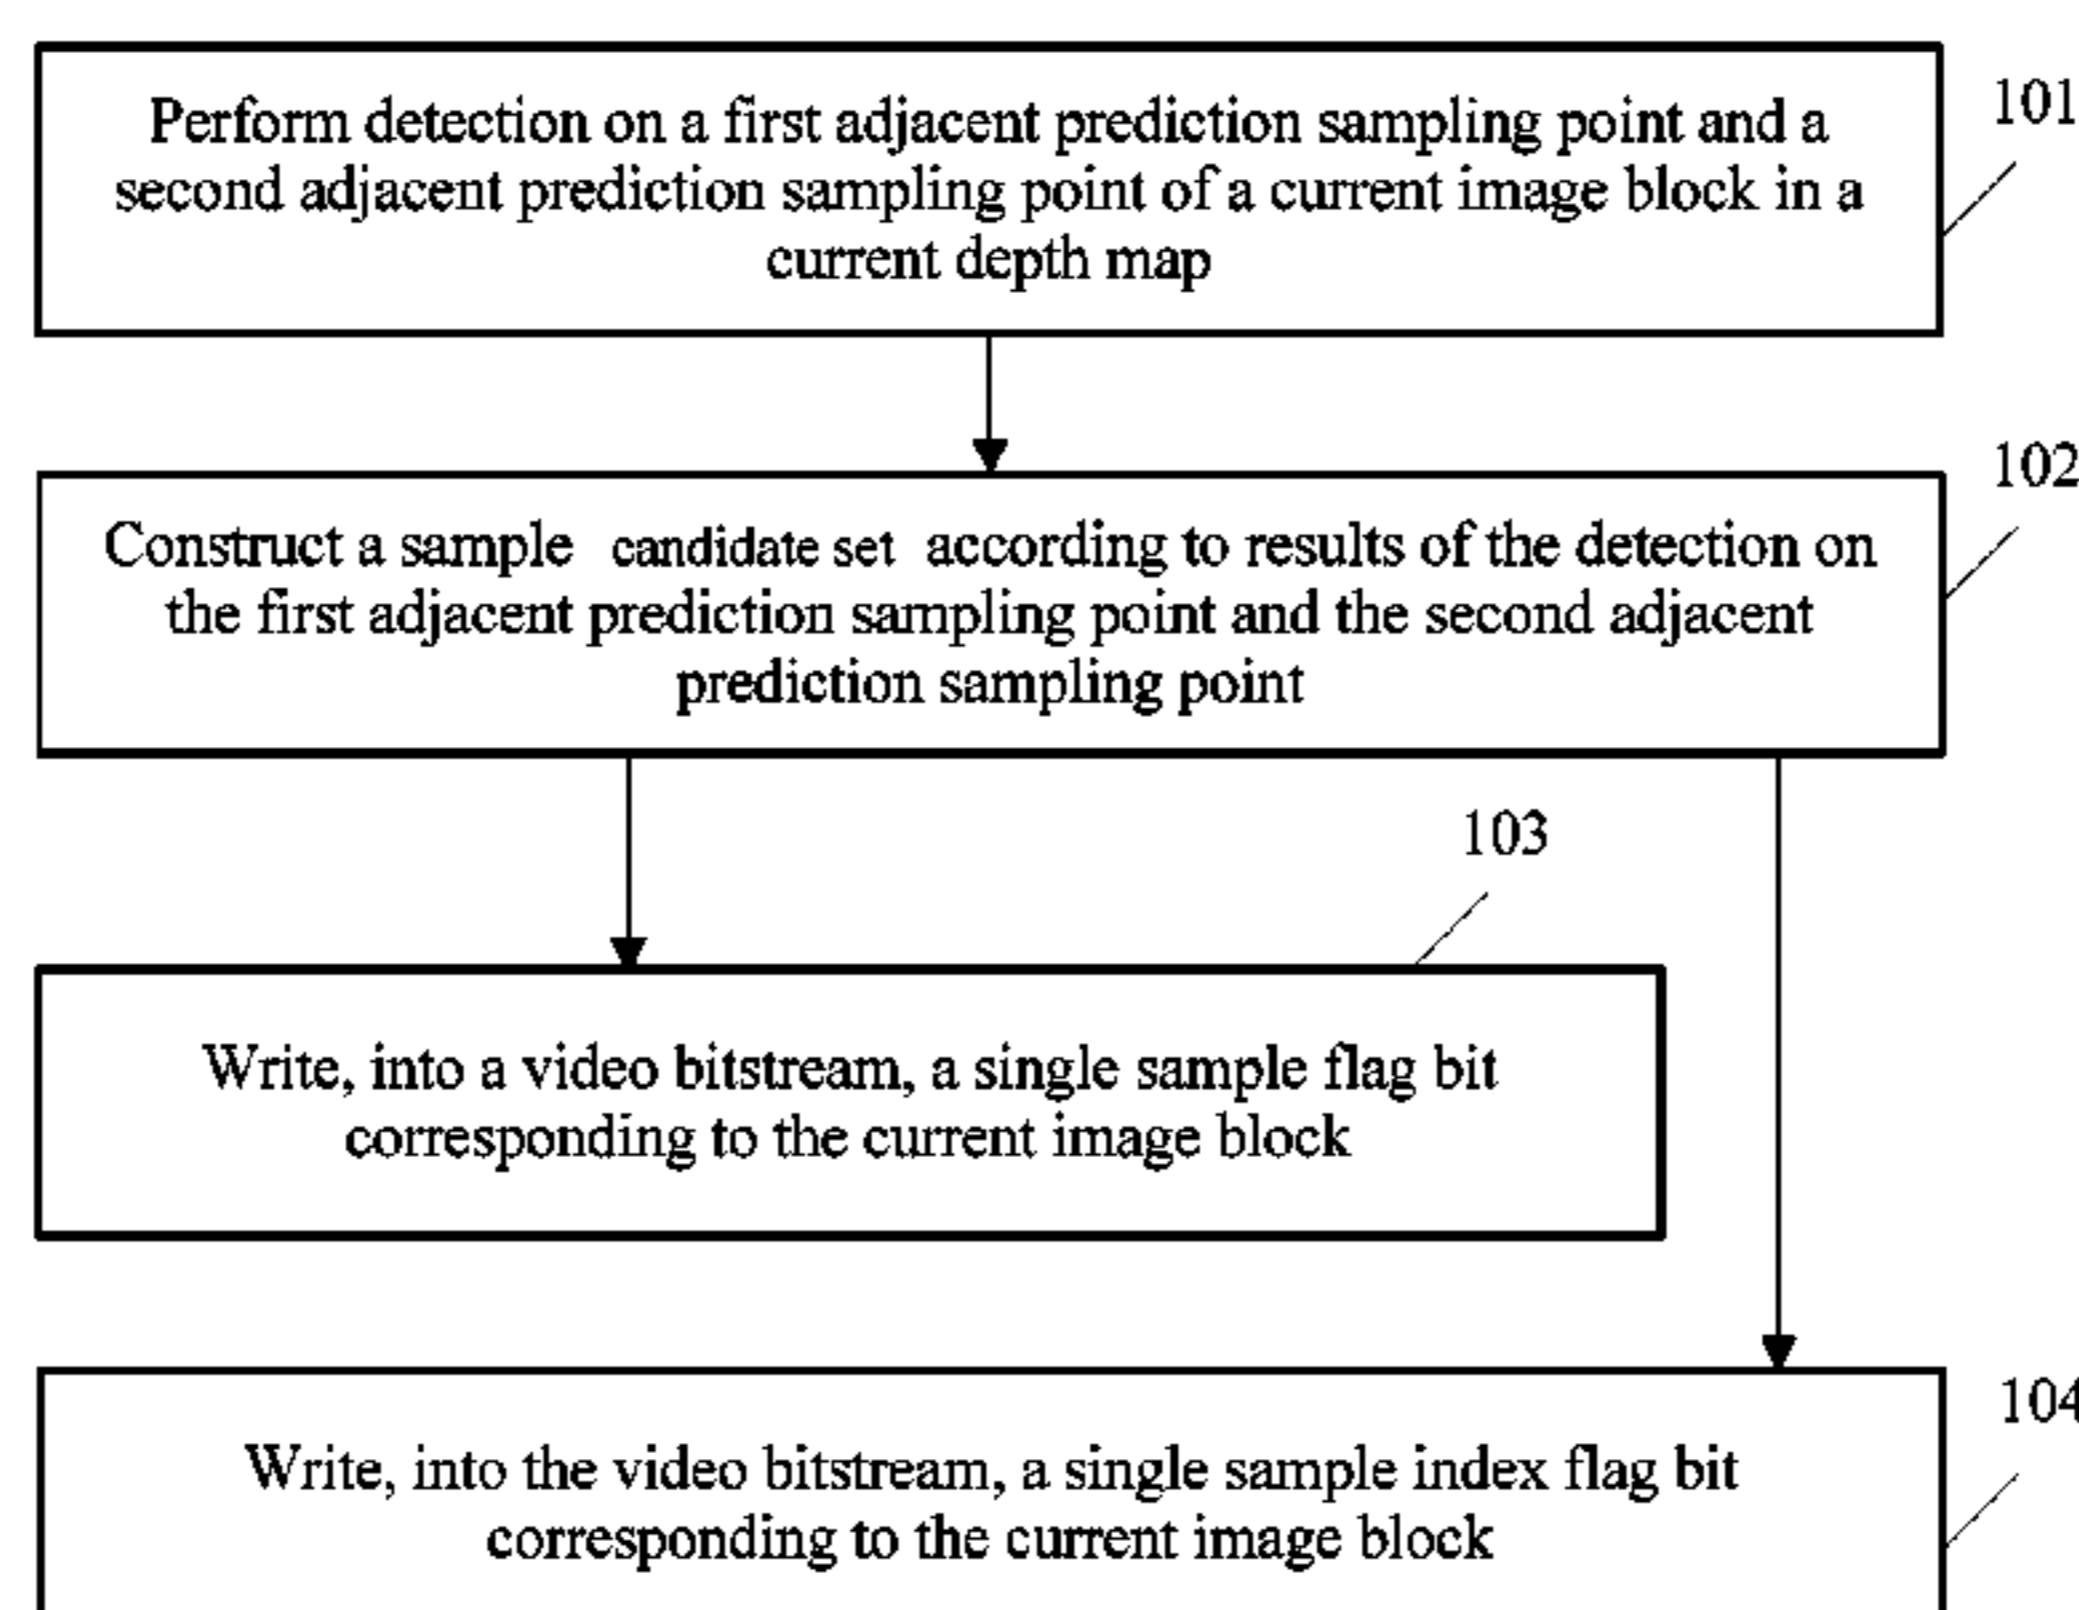 Perform detection on a first adjacent prediction sampling point and a
second adjacent prediction sampling point of a current image block in a
current depth map
101
Construct a sample candidate set according to results of the detection on
the first adjacent prediction sampling point and the second adjacent
prediction sampling point
102
103
Write, into a video bitstream, a single sample flag bit
corresponding to the current image block
104
Write, into the video bitstream, a single sample index flag bit
corresponding to the current image block